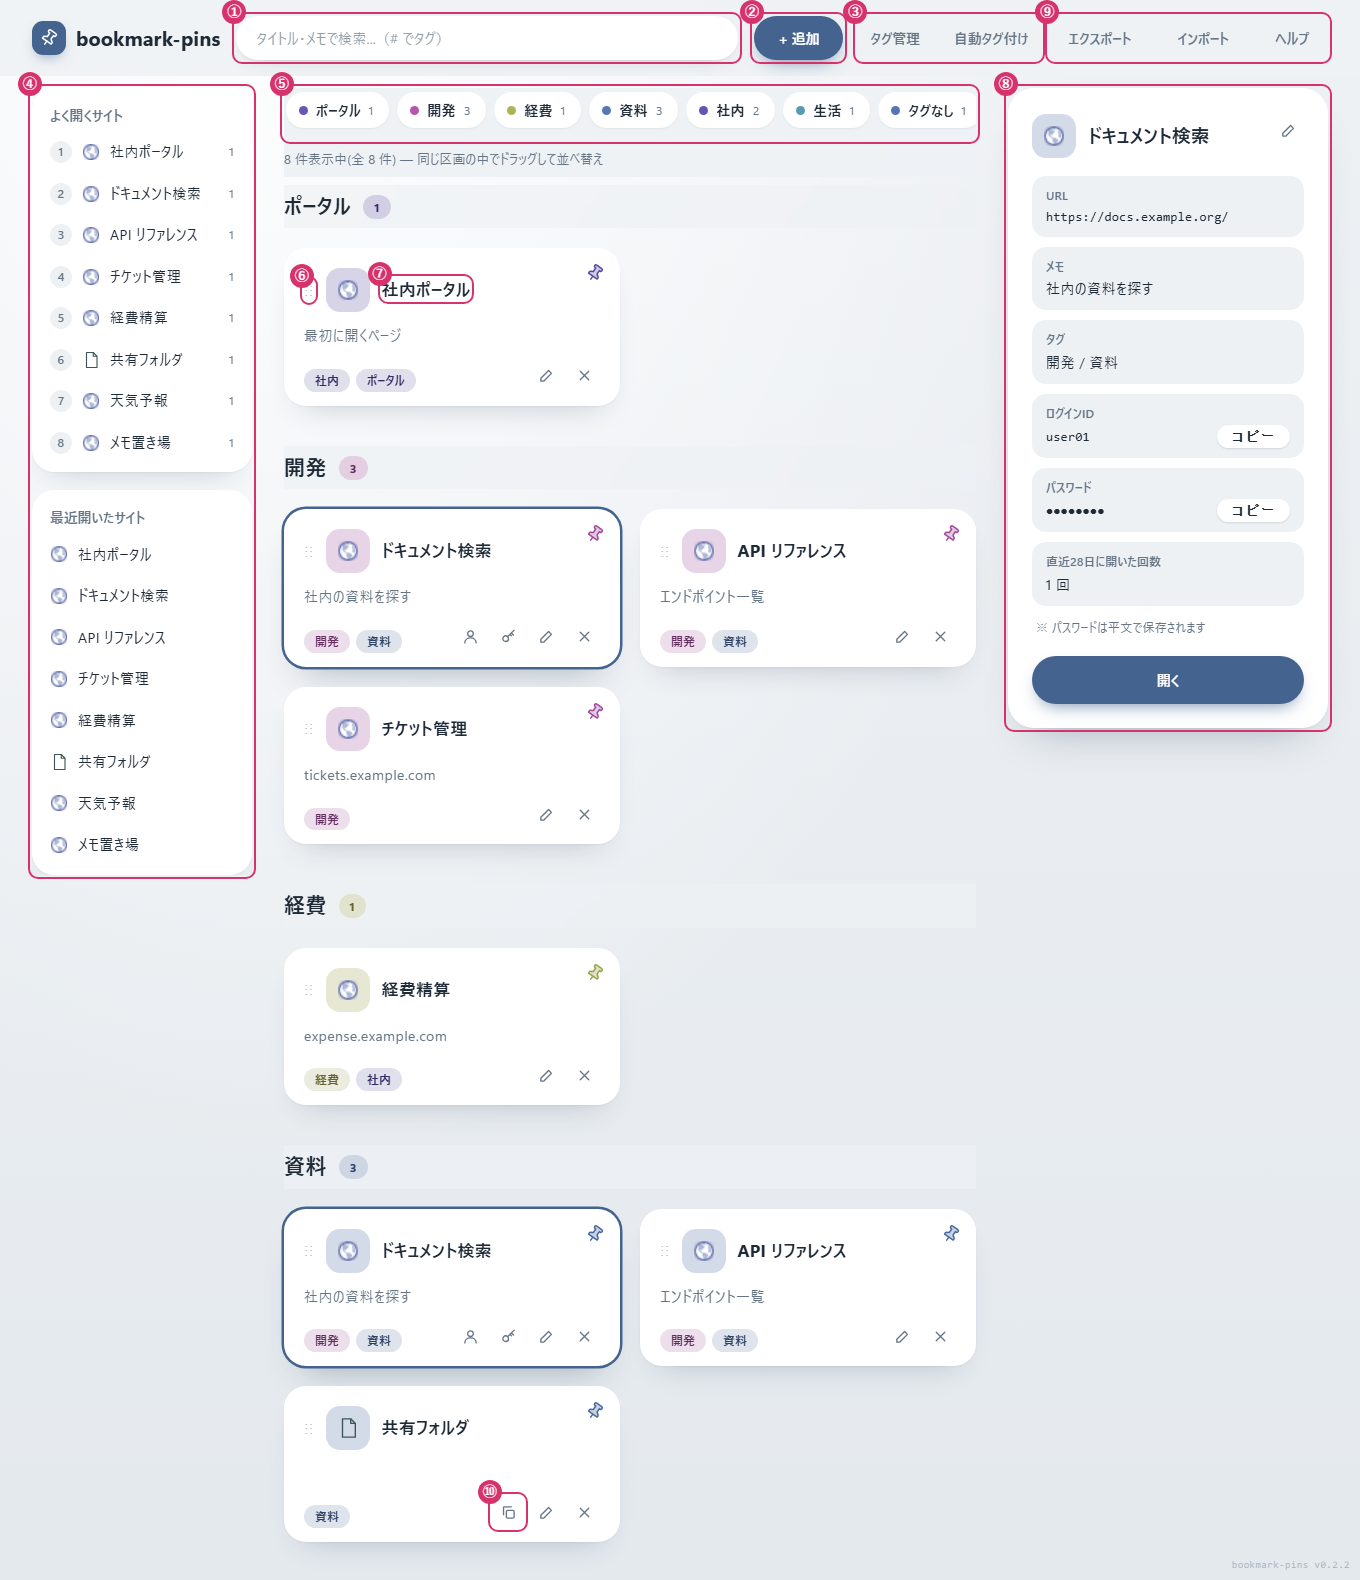 ① ② ③ ⑨
bookmark-pins
タイトル・メモで検索... (# でタグ)
+ 追加
タグ管理
自動タグ付け
エクスポート
インポート
ヘルプ
④
よく開くサイト
1 社内ポータル 1
2 ドキュメント検索 1
3 API リファレンス 1
4 チケット管理 1
5 経費精算 1
6 共有フォルダ 1
7 天気予報 1
8 メモ置き場 1
最近開いたサイト
社内ポータル
ドキュメント検索
API リファレンス
チケット管理
経費精算
共有フォルダ
天気予報
メモ置き場
⑤
ポータル 1 開発 3 経費 1 資料 3 社内 2 生活 1 タグなし 1
8 件表示中(全 8 件) — 同じ区画の中でドラッグして並べ替え
ポータル 1
⑥ ⑦
社内ポータル
最初に開くページ
社内 ポータル
開発 3
ドキュメント検索
社内の資料を探す
開発 資料
API リファレンス
エンドポイント一覧
開発 資料
チケット管理
tickets.example.com
開発
経費 1
経費精算
expense.example.com
経費 社内
資料 3
ドキュメント検索
社内の資料を探す
開発 資料
API リファレンス
エンドポイント一覧
開発 資料
共有フォルダ
⑩
資料
⑧
ドキュメント検索
URL
https://docs.example.org/
メモ
社内の資料を探す
タグ
開発 / 資料
ログインID
user01
コピー
パスワード
••••••••
コピー
直近28日に開いた回数
1 回
※ パスワードは平文で保存されます
開く
bookmark-pins v0.2.2